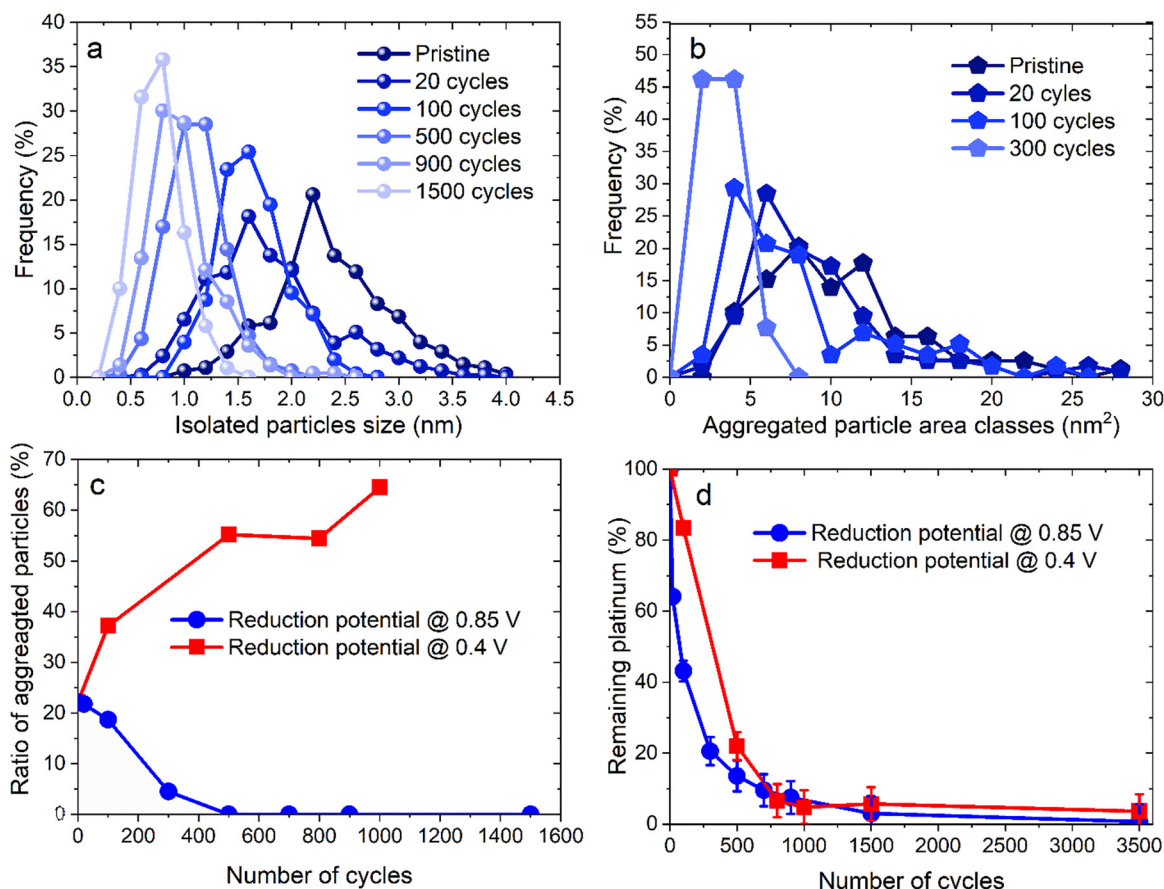 a
Pristine
20 cycles
100 cycles
500 cycles
900 cycles
1500 cycles
Frequency (%)
40
35
30
25
20
15
10
5
0
0.0 0.5 1.0 1.5 2.0 2.5 3.0 3.5 4.0 4.5
Isolated particles size (nm)
b
Pristine
20 cyles
100 cycles
300 cycles
Frequency (%)
55
50
45
40
35
30
25
20
15
10
5
0
0 5 10 15 20 25 30
Aggregated particle area classes (nm²)
c
Reduction potential @ 0.85 V
Reduction potential @ 0.4 V
Ratio of aggreagted particles (%)
70
60
50
40
30
20
10
0
0 200 400 600 800 1000 1200 1400 1600
Number of cycles
d
Reduction potential @ 0.85 V
Reduction potential @ 0.4 V
Remaining platinum (%)
100
80
60
40
20
0
0 500 1000 1500 2000 2500 3000 3500
Number of cycles